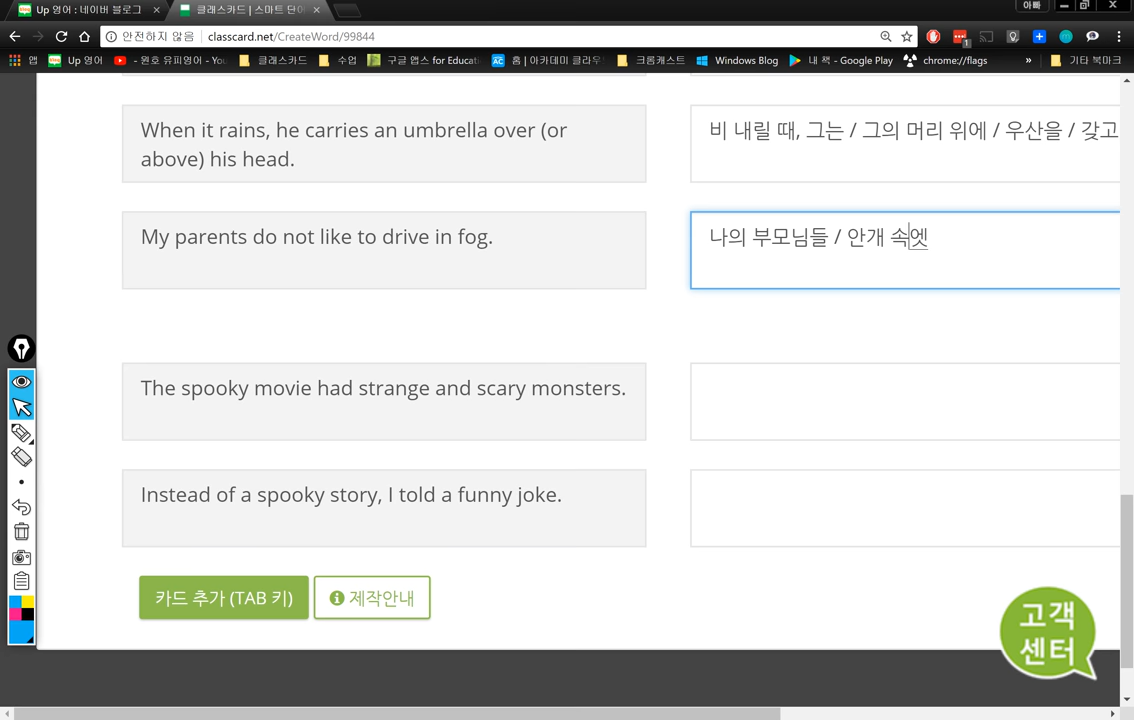 Up 영어 : 네이버 블로그
클래스카드 | 스마트 단어
아빠
안전하지 않음
classcard.net/CreateWord/99844
앱
Up 영어
- 원호 유피영어 - You
클래스카드
수업
구글 앱스 for Educati
홈 | 아카데미 클라우
크롬캐스트
Windows Blog
내 책 - Google Play
chrome://flags
»
기타 북마크
When it rains, he carries an umbrella over (or
above) his head.
비 내릴 때, 그는 / 그의 머리 위에 / 우산을 / 갖고
My parents do not like to drive in fog.
나의 부모님들 / 안개 속엣
The spooky movie had strange and scary monsters.
Instead of a spooky story, I told a funny joke.
카드 추가 (TAB 키)
제작안내
고객
센터